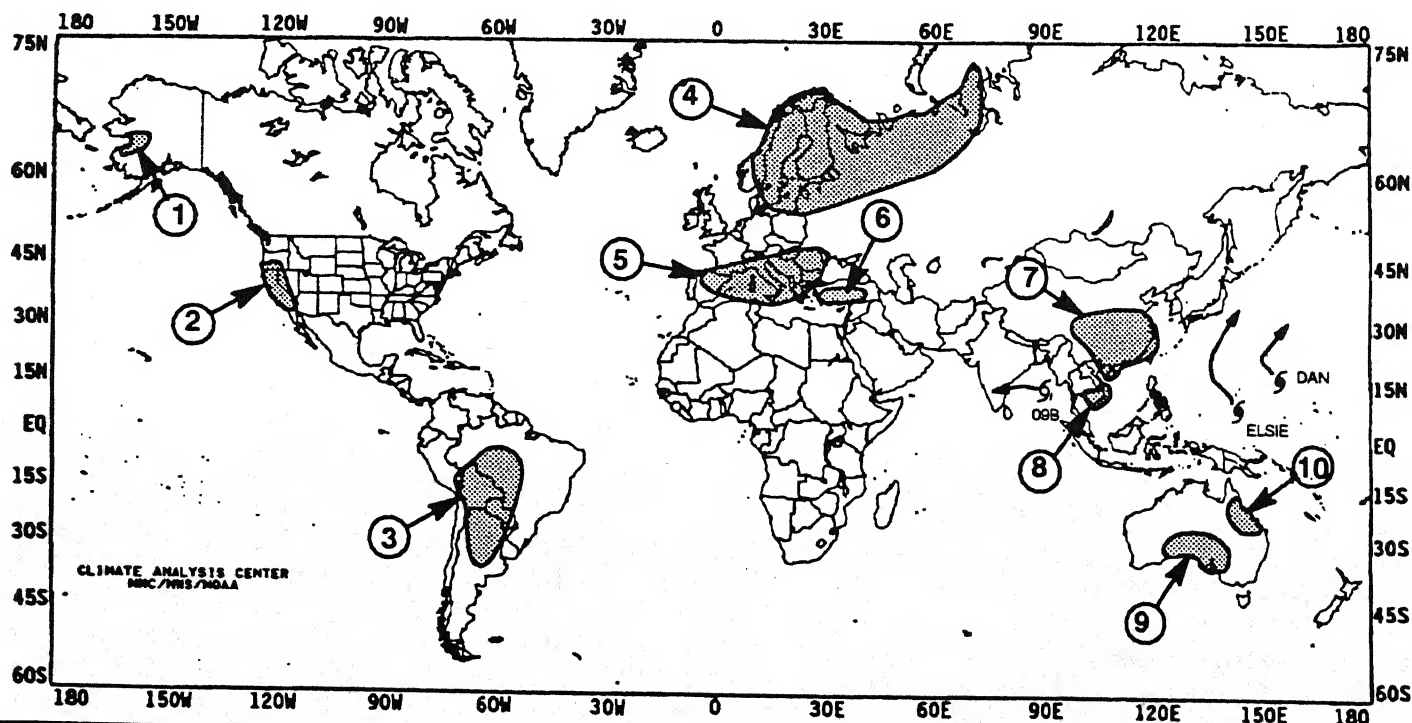 180 150W 120W 90W 60W 30W 0 30E 60E 90E 120E 150E 180
75N 75N
4
60N 60N
1
6
45N 5 45N
7
2
30N 30N
15N 15N
DAN
09B
ELSIE
EQ EQ
8
10
15S 15S
3
30S 30S
CLIMATE ANALYSIS CENTER
NMC/NWS/NOAA
9
45S 45S
60S 60S
180 150W 120W 90W 60W 30W 0 30E 60E 90E 120E 150E 180